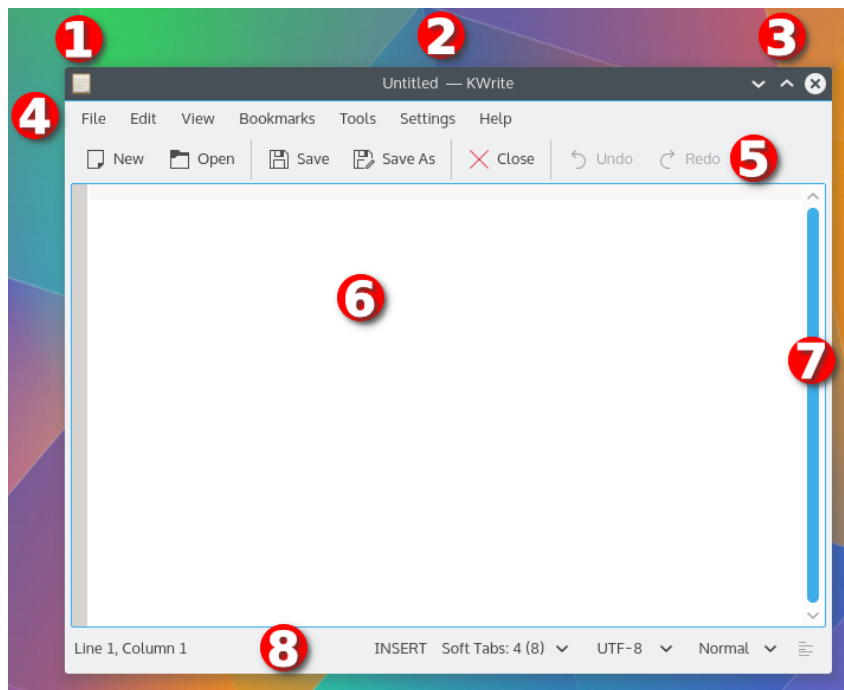 1 2 3
Untitled — KWrite
4
File Edit View Bookmarks Tools Settings Help
New Open Save Save As Close Undo Redo 5
6
7
Line 1, Column 1 8 INSERT Soft Tabs: 4 (8) UTF-8 Normal